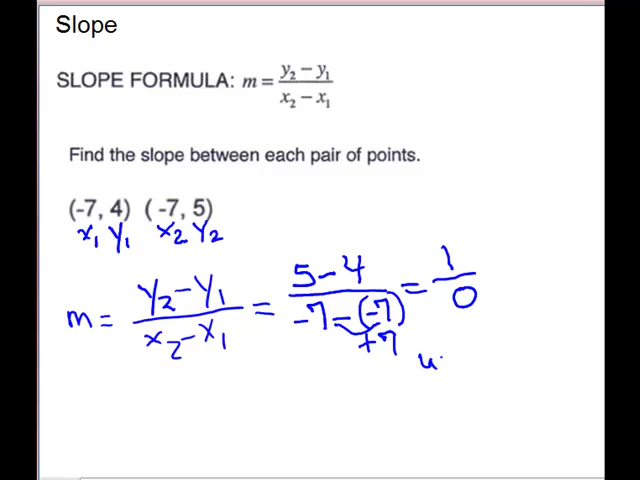 Slope
SLOPE FORMULA: m = (y₂ − y₁)/(x₂ − x₁)
Find the slope between each pair of points.
(-7, 4) ( -7, 5)
x₁ y₁ x₂ y₂
m = (y₂ − y₁)/(x₂ − x₁) = (5 − 4)/(−7 − (−7)) = 1/0
+7
u